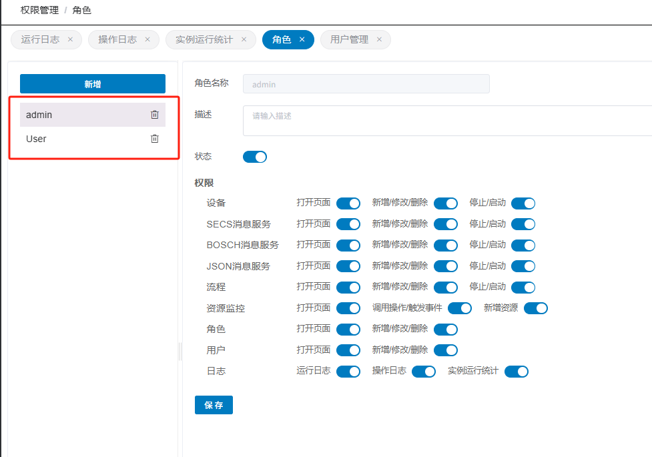 权限管理 / 角色
运行日志 × 操作日志 × 实例运行统计 × 角色 × 用户管理 ×
新增
admin
User
角色名称 admin
描述 请输入描述
状态
权限
设备 打开页面 新增/修改/删除 停止/启动
SECS消息服务 打开页面 新增/修改/删除 停止/启动
BOSCH消息服务 打开页面 新增/修改/删除 停止/启动
JSON消息服务 打开页面 新增/修改/删除 停止/启动
流程 打开页面 新增/修改/删除 停止/启动
资源监控 打开页面 调用操作/触发事件 新增资源
角色 打开页面 新增/修改/删除
用户 打开页面 新增/修改/删除
日志 运行日志 操作日志 实例运行统计
保存